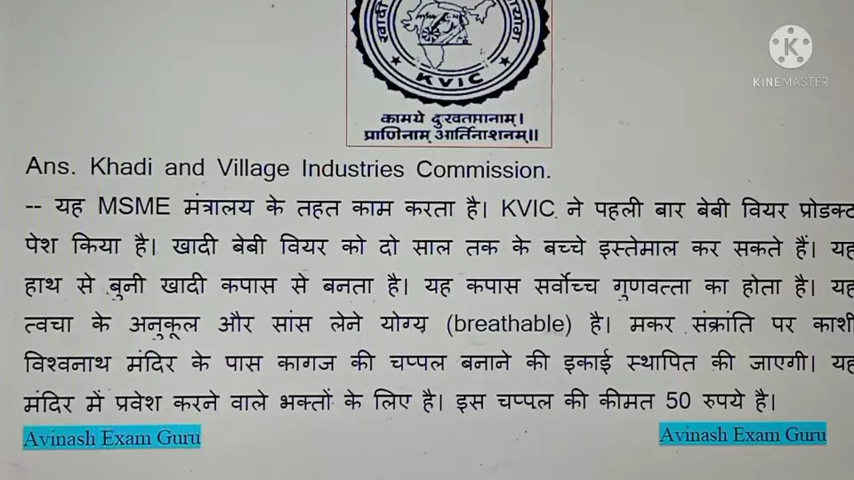 खादी
KVIC
KINEMASTER
कामये दुःखतप्तानाम्।
प्राणिनाम् आर्तिनाशनम्॥
Ans. Khadi and Village Industries Commission.
-- यह MSME मंत्रालय के तहत काम करता है। KVIC ने पहली बार बेबी वियर प्रोडक्ट
पेश किया है। खादी बेबी वियर को दो साल तक के बच्चे इस्तेमाल कर सकते हैं। यह
हाथ से बुनी खादी कपास से बनता है। यह कपास सर्वोच्च गुणवत्ता का होता है। यह
त्वचा के अनुकूल और सांस लेने योग्य (breathable) है। मकर संक्रांति पर काशी
विश्वनाथ मंदिर के पास कागज की चप्पल बनाने की इकाई स्थापित की जाएगी। यह
मंदिर में प्रवेश करने वाले भक्तों के लिए है। इस चप्पल की कीमत 50 रुपये है।
Avinash Exam Guru
Avinash Exam Guru